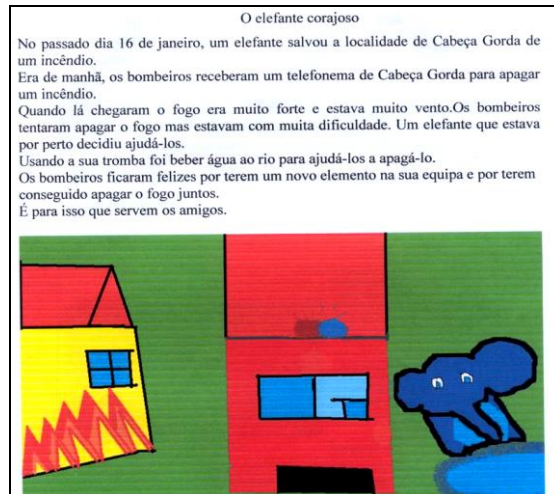 O elefante corajoso
No passado dia 16 de janeiro, um elefante salvou a localidade de Cabeça Gorda de
um incêndio.
Era de manhã, os bombeiros receberam um telefonema de Cabeça Gorda para apagar
um incêndio.
Quando lá chegaram o fogo era muito forte e estava muito vento.Os bombeiros
tentaram apagar o fogo mas estavam com muita dificuldade. Um elefante que estava
por perto decidiu ajudá-los.
Usando a sua tromba foi beber água ao rio para ajudá-los a apagá-lo.
Os bombeiros ficaram felizes por terem um novo elemento na sua equipa e por terem
conseguido apagar o fogo juntos.
É para isso que servem os amigos.